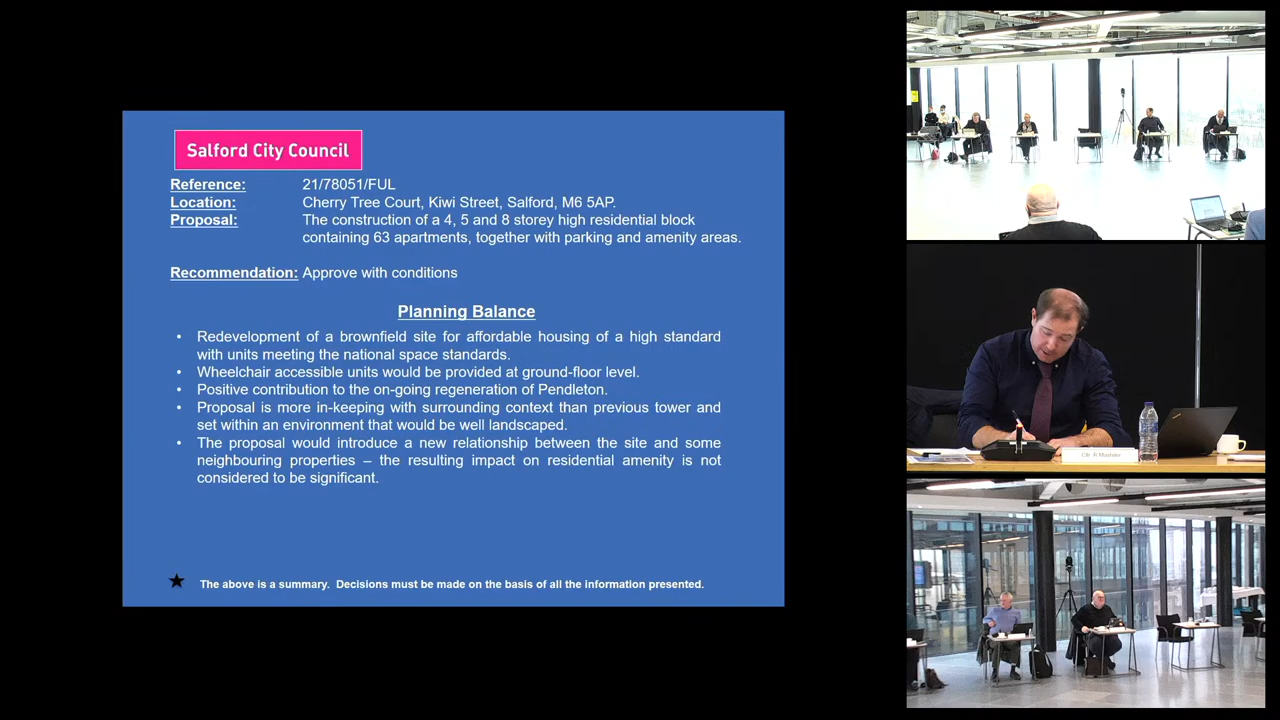 Salford City Council
Reference: 21/78051/FUL
Location: Cherry Tree Court, Kiwi Street, Salford, M6 5AP.
Proposal: The construction of a 4, 5 and 8 storey high residential block
containing 63 apartments, together with parking and amenity areas.
Recommendation: Approve with conditions
Planning Balance
• Redevelopment of a brownfield site for affordable housing of a high standard
with units meeting the national space standards.
• Wheelchair accessible units would be provided at ground-floor level.
• Positive contribution to the on-going regeneration of Pendleton.
• Proposal is more in-keeping with surrounding context than previous tower and
set within an environment that would be well landscaped.
• The proposal would introduce a new relationship between the site and some
neighbouring properties – the resulting impact on residential amenity is not
considered to be significant.
The above is a summary. Decisions must be made on the basis of all the information presented.